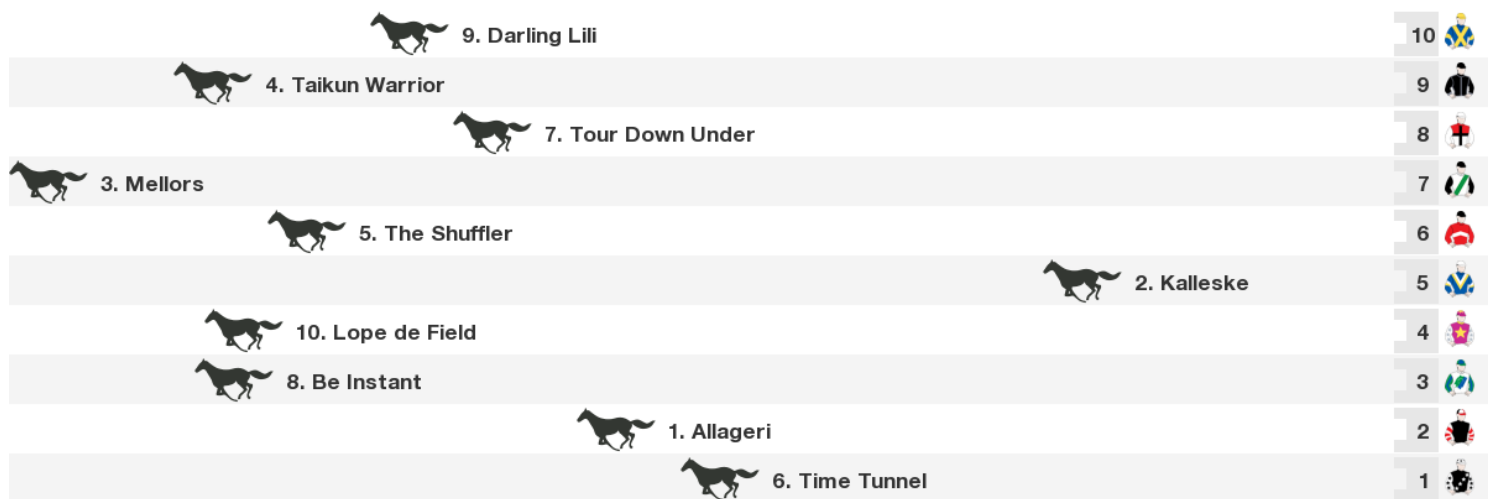 9. Darling Lili 10
4. Taikun Warrior 9
7. Tour Down Under 8
3. Mellors 7
5. The Shuffler 6
2. Kalleske 5
10. Lope de Field 4
8. Be Instant 3
1. Allageri 2
6. Time Tunnel 1